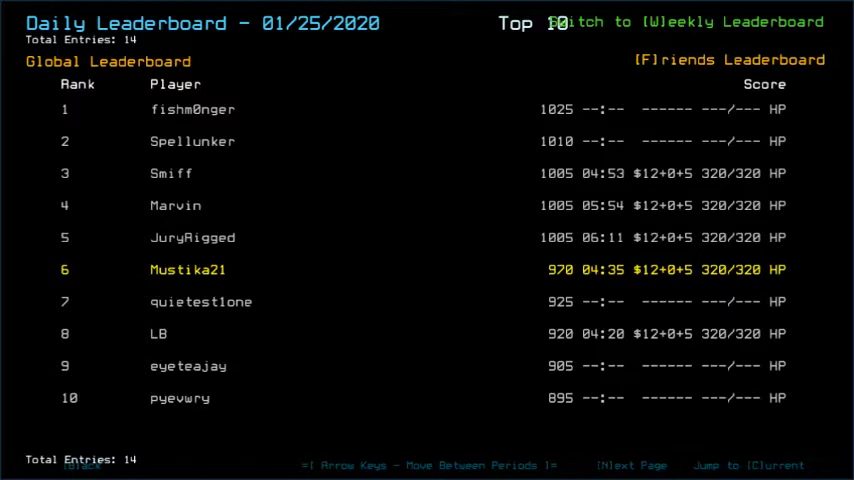 Daily Leaderboard - 01/25/2020 Top 10 Switch to [W]eekly Leaderboard
Total Entries: 14
Global Leaderboard [F]riends Leaderboard
Rank Player Score
1 fishm0nger 1025 --:-- ------ ---/--- HP
2 Spellunker 1010 --:-- ------ ---/--- HP
3 Smiff 1005 04:53 $12+0+5 320/320 HP
4 Marvin 1005 05:54 $12+0+5 320/320 HP
5 JuryRigged 1005 06:11 $12+0+5 320/320 HP
6 Mustika21 970 04:35 $12+0+5 320/320 HP
7 quietest1one 925 --:-- ------ ---/--- HP
8 LB 920 04:20 $12+0+5 320/320 HP
9 eyeteajay 905 --:-- ------ ---/--- HP
10 pyevwry 895 --:-- ------ ---/--- HP
Total Entries: 14
[B]ack =[ Arrow Keys - Move Between Periods ]= [N]ext Page Jump to [C]urrent